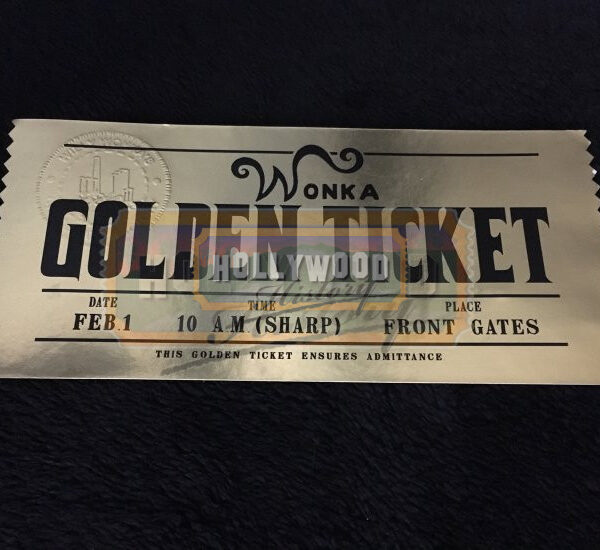 WONKA
GOLDEN TICKET
HOLLYWOOD
History
DATE TIME PLACE
FEB.1 10 A.M (SHARP) FRONT GATES
THIS GOLDEN TICKET ENSURES ADMITTANCE